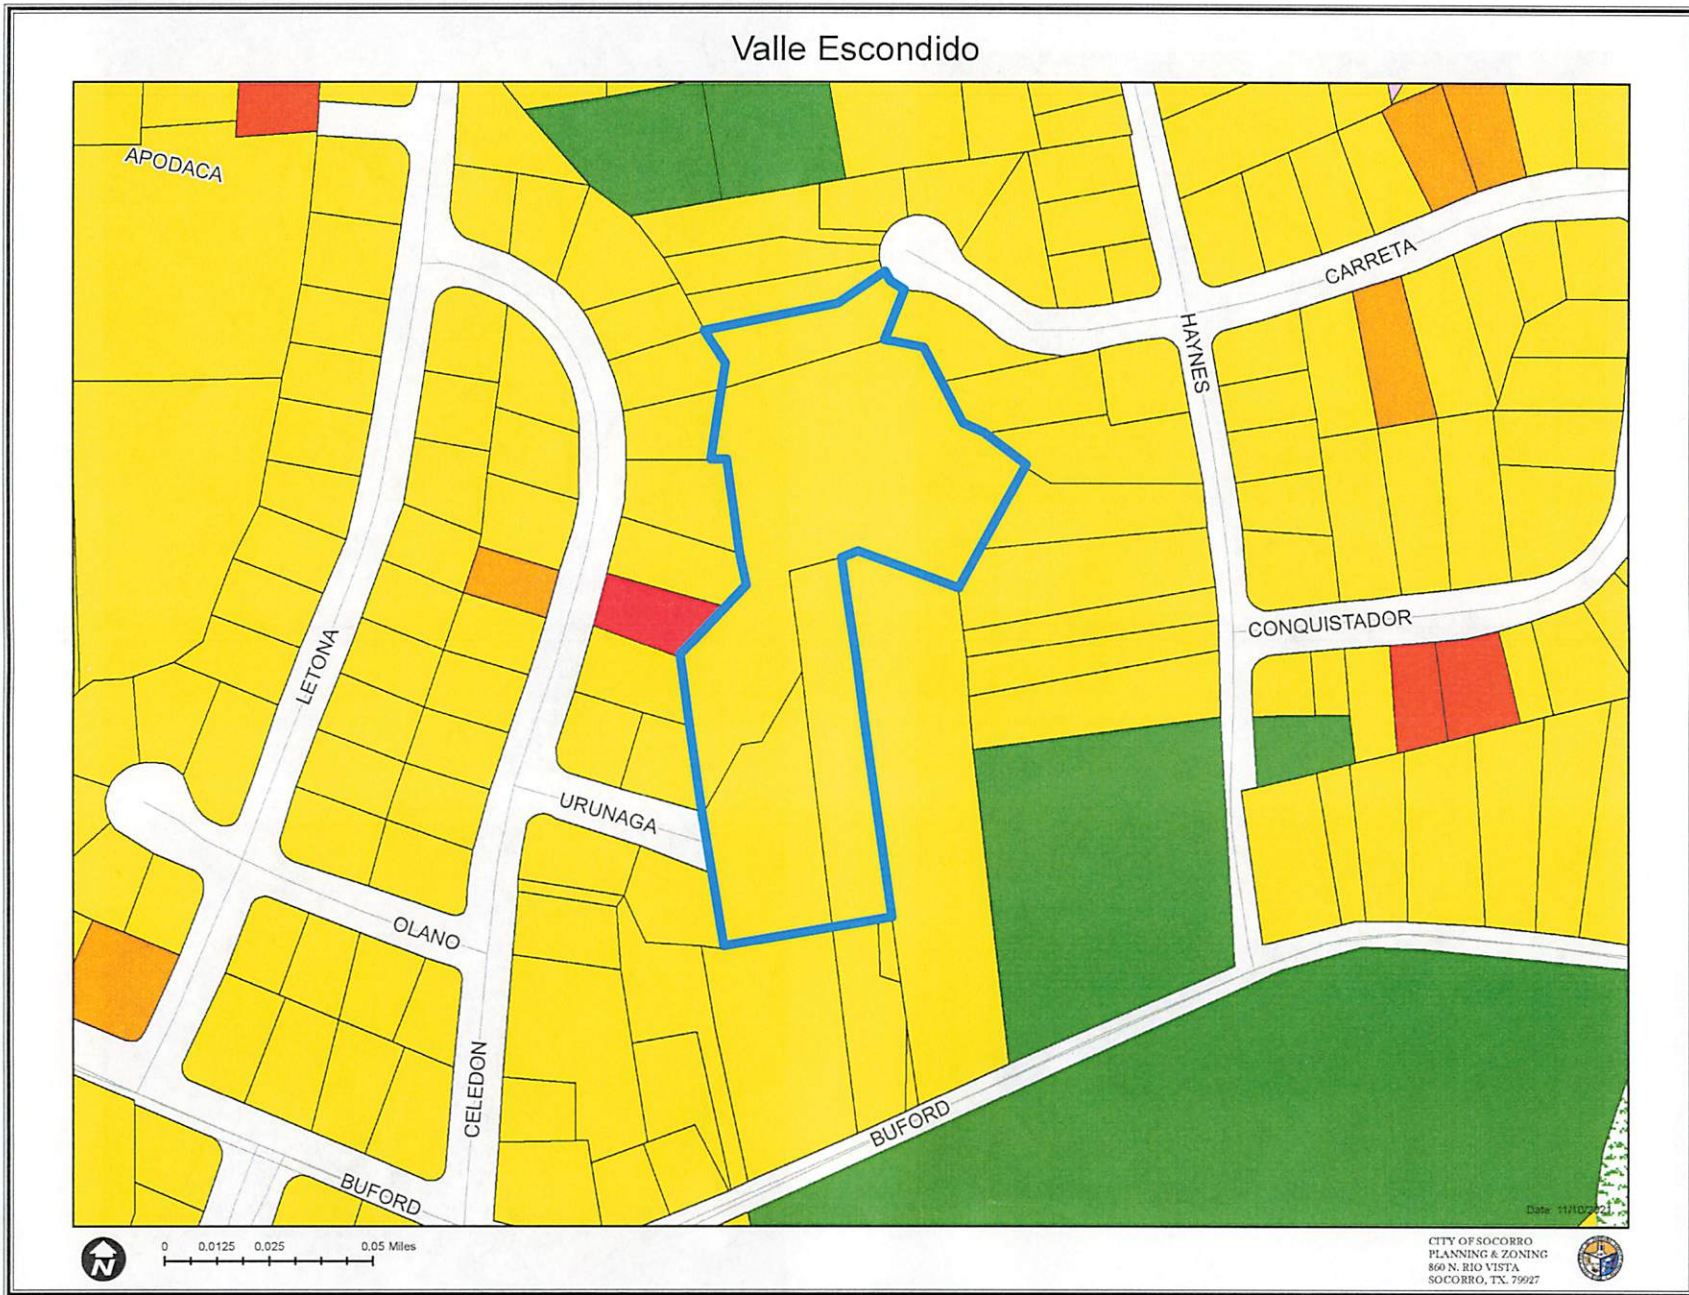 Valle Escondido
APODACA
CARRETA
HAYNES
CONQUISTADOR
LETONA
URUNAGA
OLANO
CELEDON
BUFORD
BUFORD
N
0 0.0125 0.025 0.05 Miles
CITY OF SOCORRO
PLANNING & ZONING
860 N. RIO VISTA
SOCORRO, TX. 79927